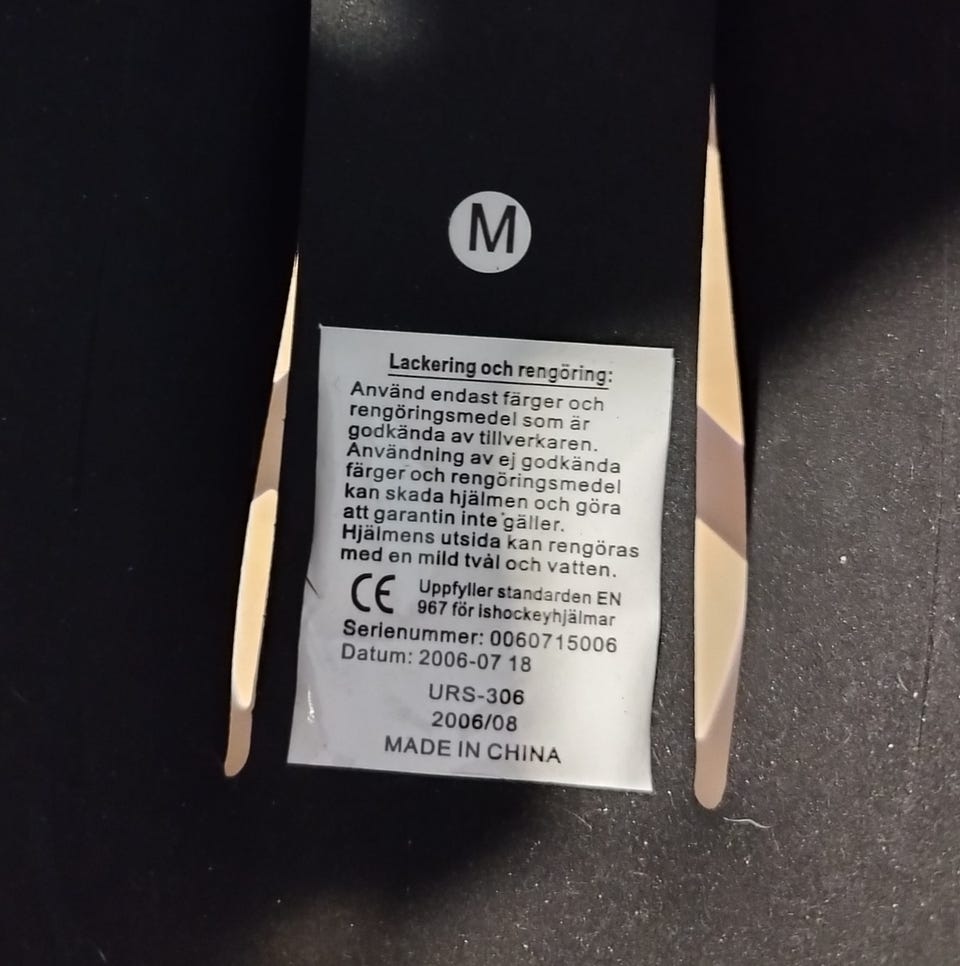 M
Lackering och rengöring:
Använd endast färger och
rengöringsmedel som är
godkända av tillverkaren.
Användning av ej godkända
färger och rengöringsmedel
kan skada hjälmen och göra
att garantin inte gäller.
Hjälmens utsida kan rengöras
med en mild tvål och vatten.
CE Uppfyller standarden EN
967 för ishockeyhjälmar
Serienummer: 0060715006
Datum: 2006-07 18
URS-306
2006/08
MADE IN CHINA